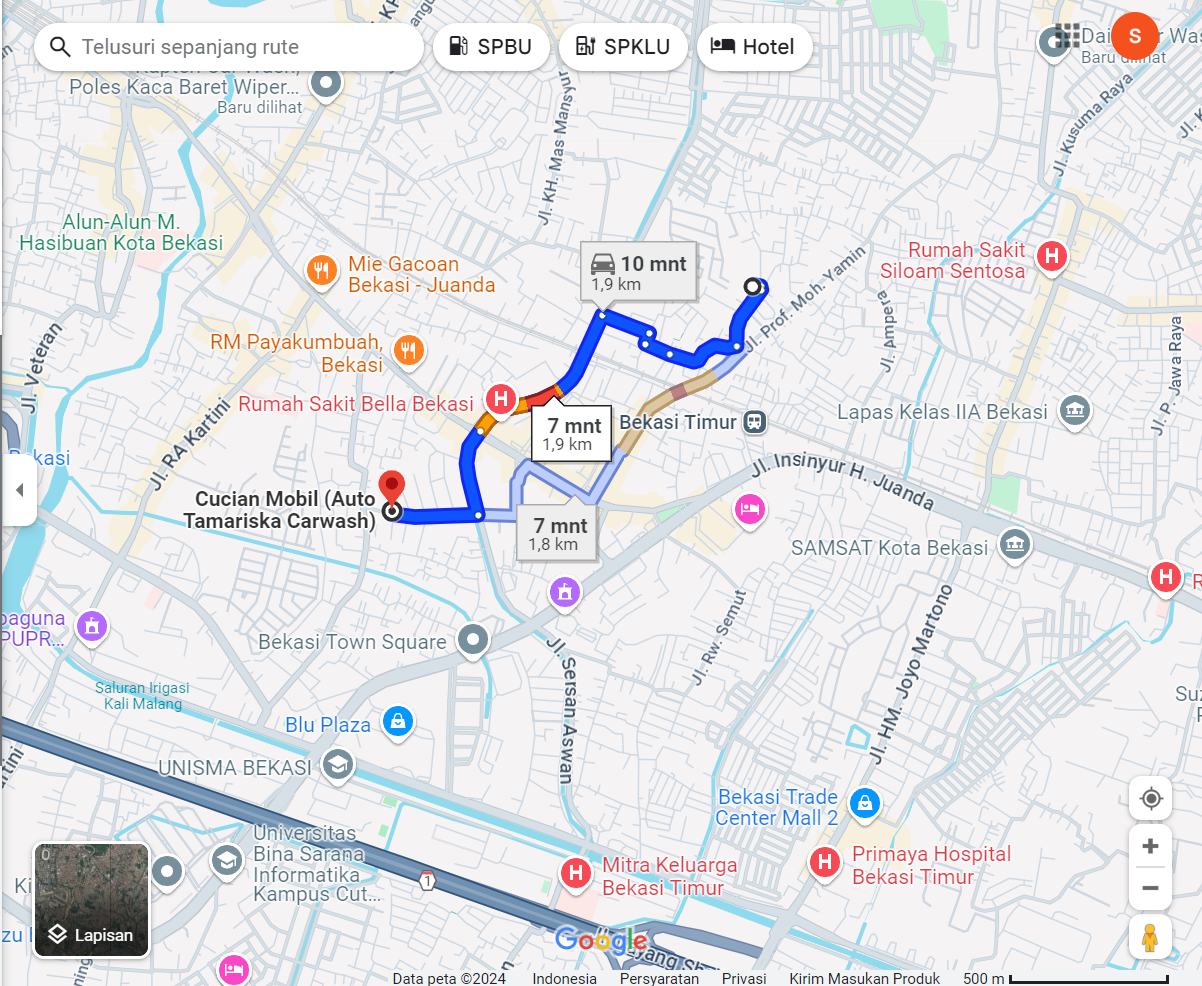 Telusuri sepanjang rute
SPBU
SPKLU
Hotel
S
Poles Kaca Baret Wiper...
Baru dilihat
Baru dilihat
Jl. KH. Mas Mansyur
Jl. Kusuma Raya
Alun-Alun M.
Hasibuan Kota Bekasi
Mie Gacoan
Bekasi - Juanda
10 mnt
1,9 km
Rumah Sakit
Siloam Sentosa
Jl. Prof. Moh. Yamin
Jl. Ampera
Jl. P. Jawa Raya
Jl. Veteran
RM Payakumbuah,
Bekasi
Rumah Sakit Bella Bekasi
Jl. RA Kartini
7 mnt
1,9 km
Bekasi Timur
Lapas Kelas IIA Bekasi
Jl. Insinyur H. Juanda
Cucian Mobil (Auto
Tamariska Carwash)
7 mnt
1,8 km
SAMSAT Kota Bekasi
PUPR...
Bekasi Town Square
Jl. Rw. Semut
Jl. HM. Joyo Martono
Jl. Sersan Aswan
Saluran Irigasi
Kali Malang
Blu Plaza
UNISMA BEKASI
Bekasi Trade
Center Mall 2
Universitas
Bina Sarana
Informatika
Kampus Cut...
1
Mitra Keluarga
Bekasi Timur
Primaya Hospital
Bekasi Timur
Lapisan
Google
Data peta ©2024
Indonesia
Persyaratan
Privasi
Kirim Masukan Produk
500 m